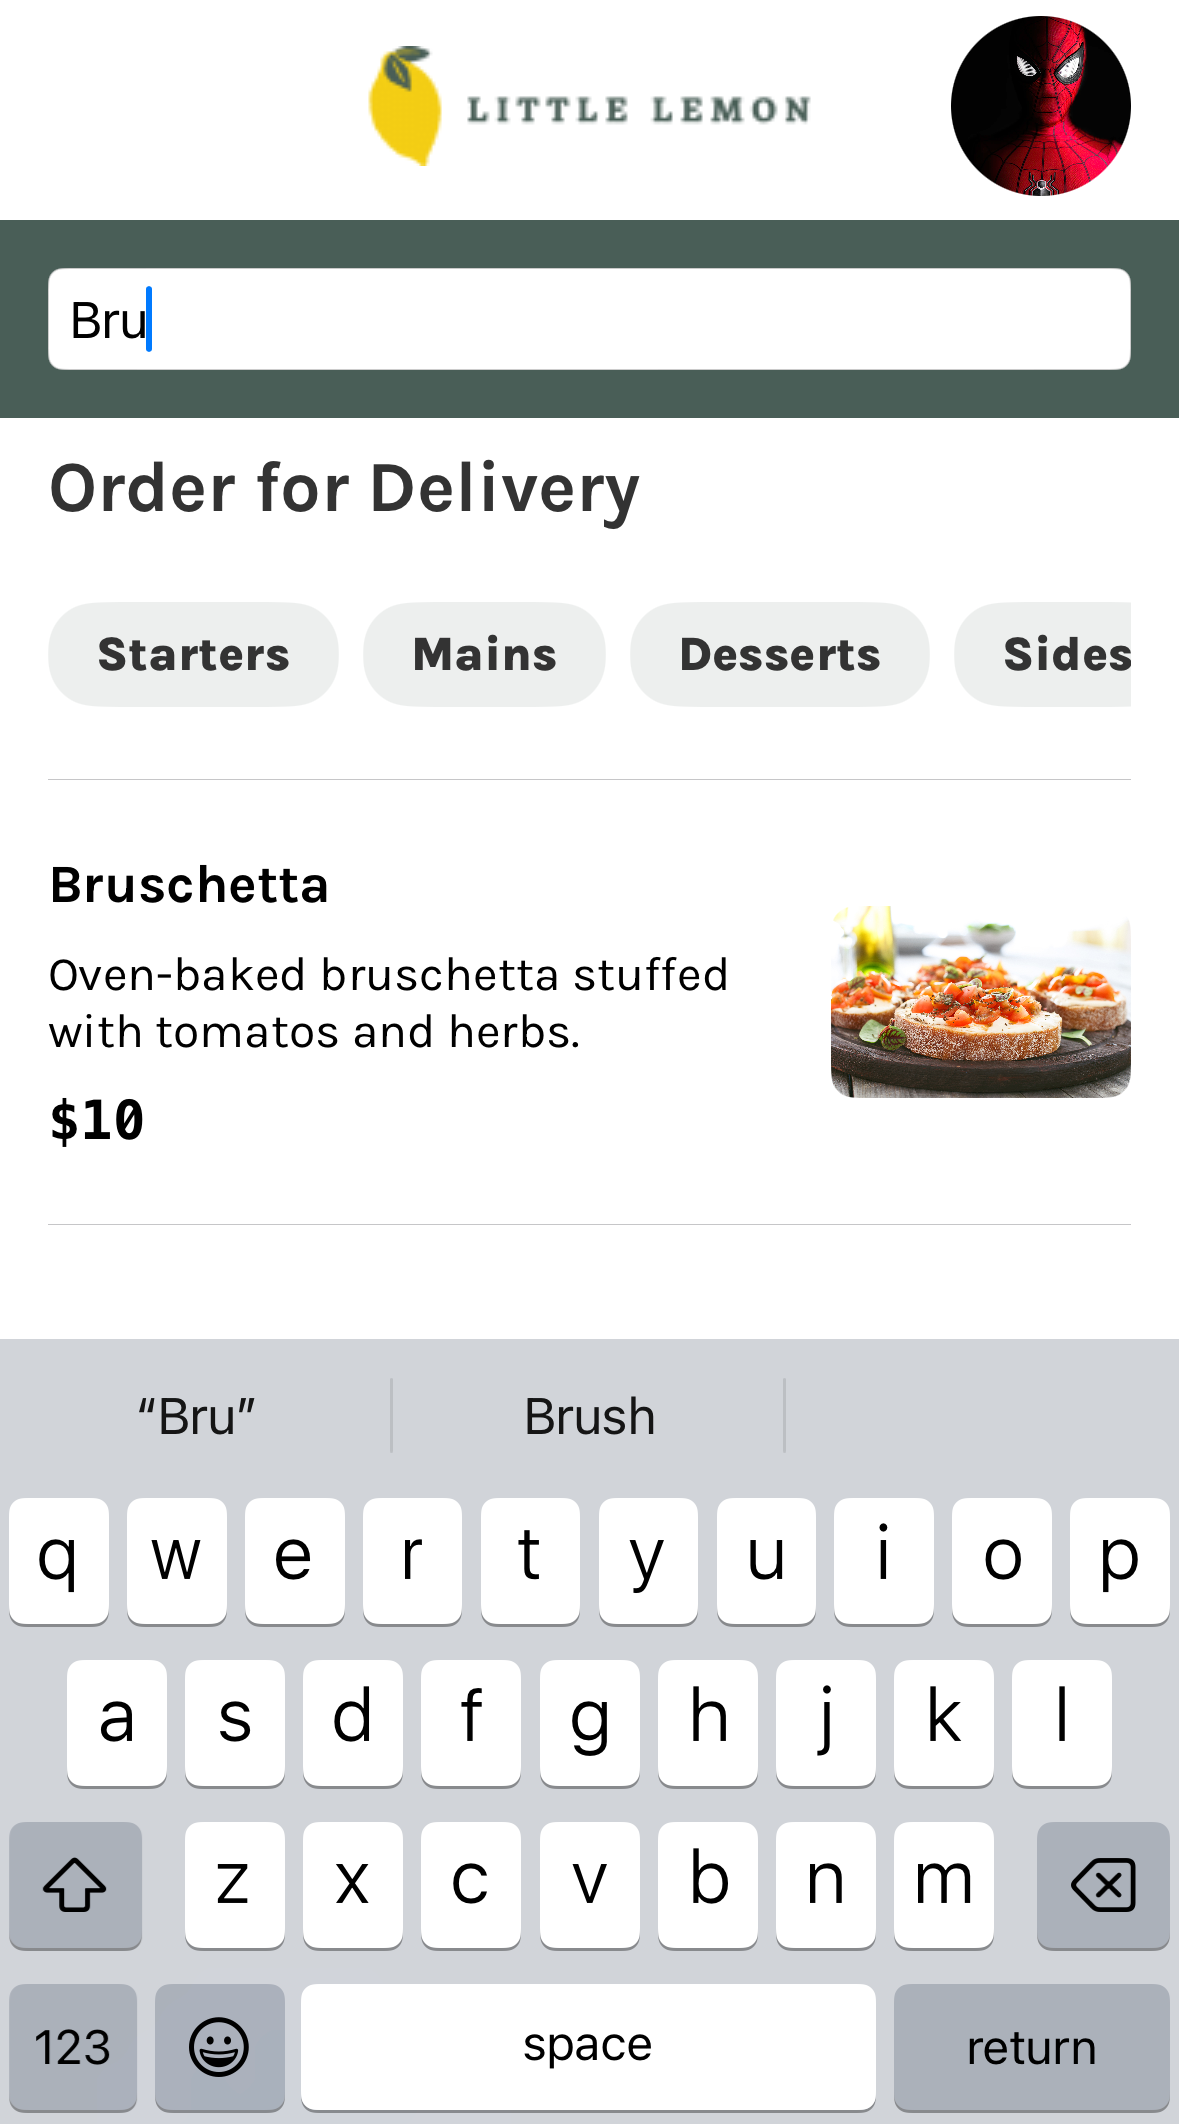 LITTLE LEMON
Bru
Order for Delivery
Starters Mains Desserts Sides
Bruschetta
Oven-baked bruschetta stuffed
with tomatos and herbs.
$10
“Bru” Brush
q w e r t y u i o p
a s d f g h j k l
z x c v b n m
123 space return